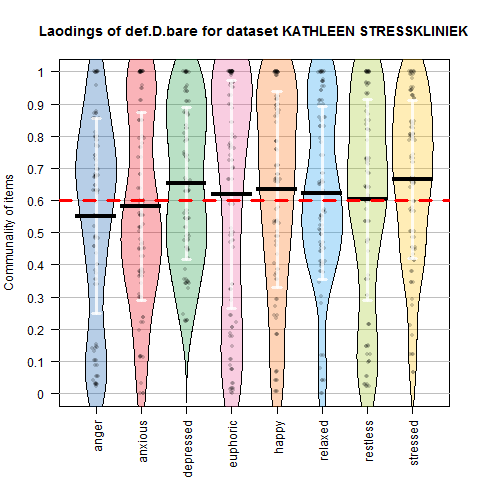 Laodings of def.D.bare for dataset KATHLEEN STRESSKLINIEK
Communality of items
1
0.9
0.8
0.7
0.6
0.5
0.4
0.3
0.2
0.1
0
anger
anxious
depressed
euphoric
happy
relaxed
restless
stressed